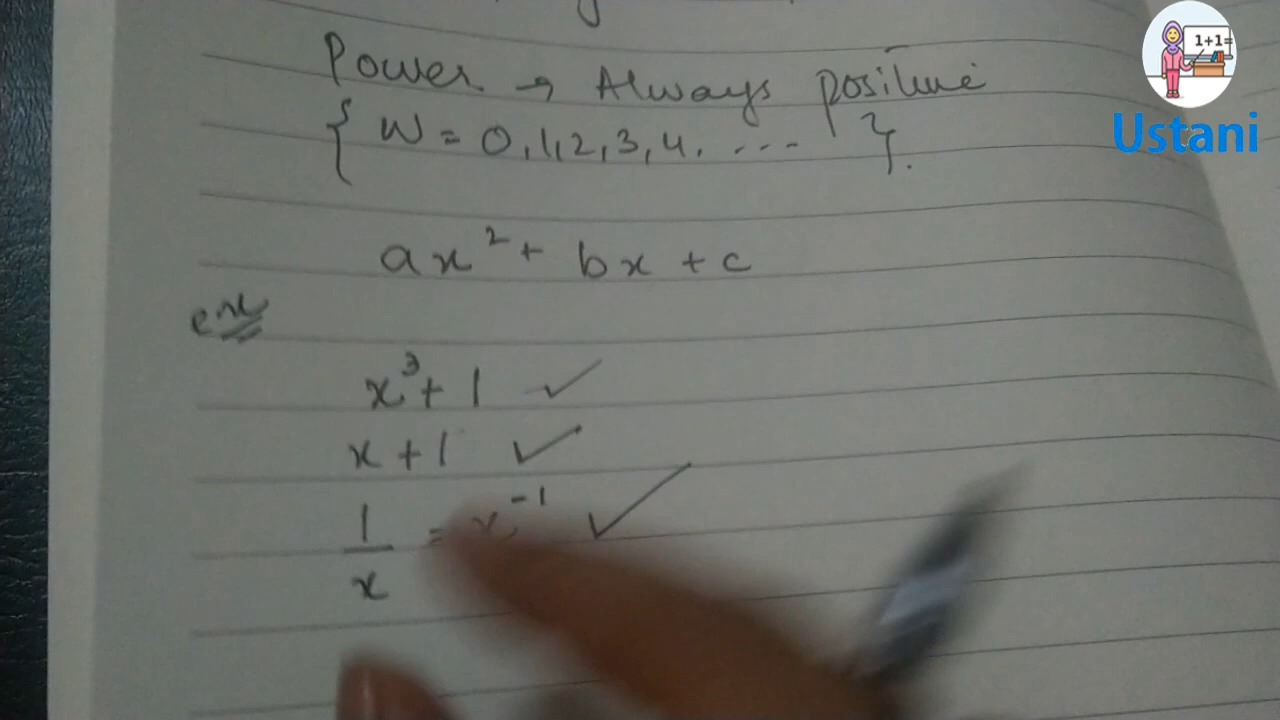 Power → Always positive
{ W = 0,1,2,3,4. ... }.
ax² + bx + c
ex
x³ + 1 ✓
x + 1 ✓
1/x = x⁻¹ ✓
1+1=
Ustani